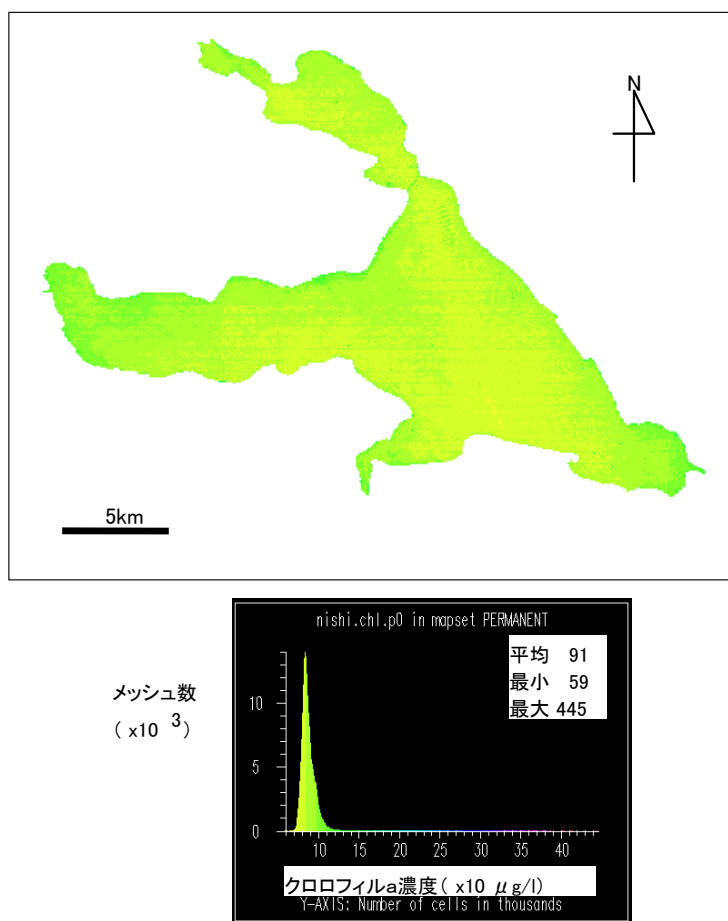 N
5km
nishi.chl.p0 in mapset PERMANENT
平均 91
最小 59
最大 445
メッシュ数
( x10 3)
10
5
0
10 15 20 25 30 35 40
クロロフィルa濃度( x10 μg/l)
Y-AXIS: Number of cells in thousands